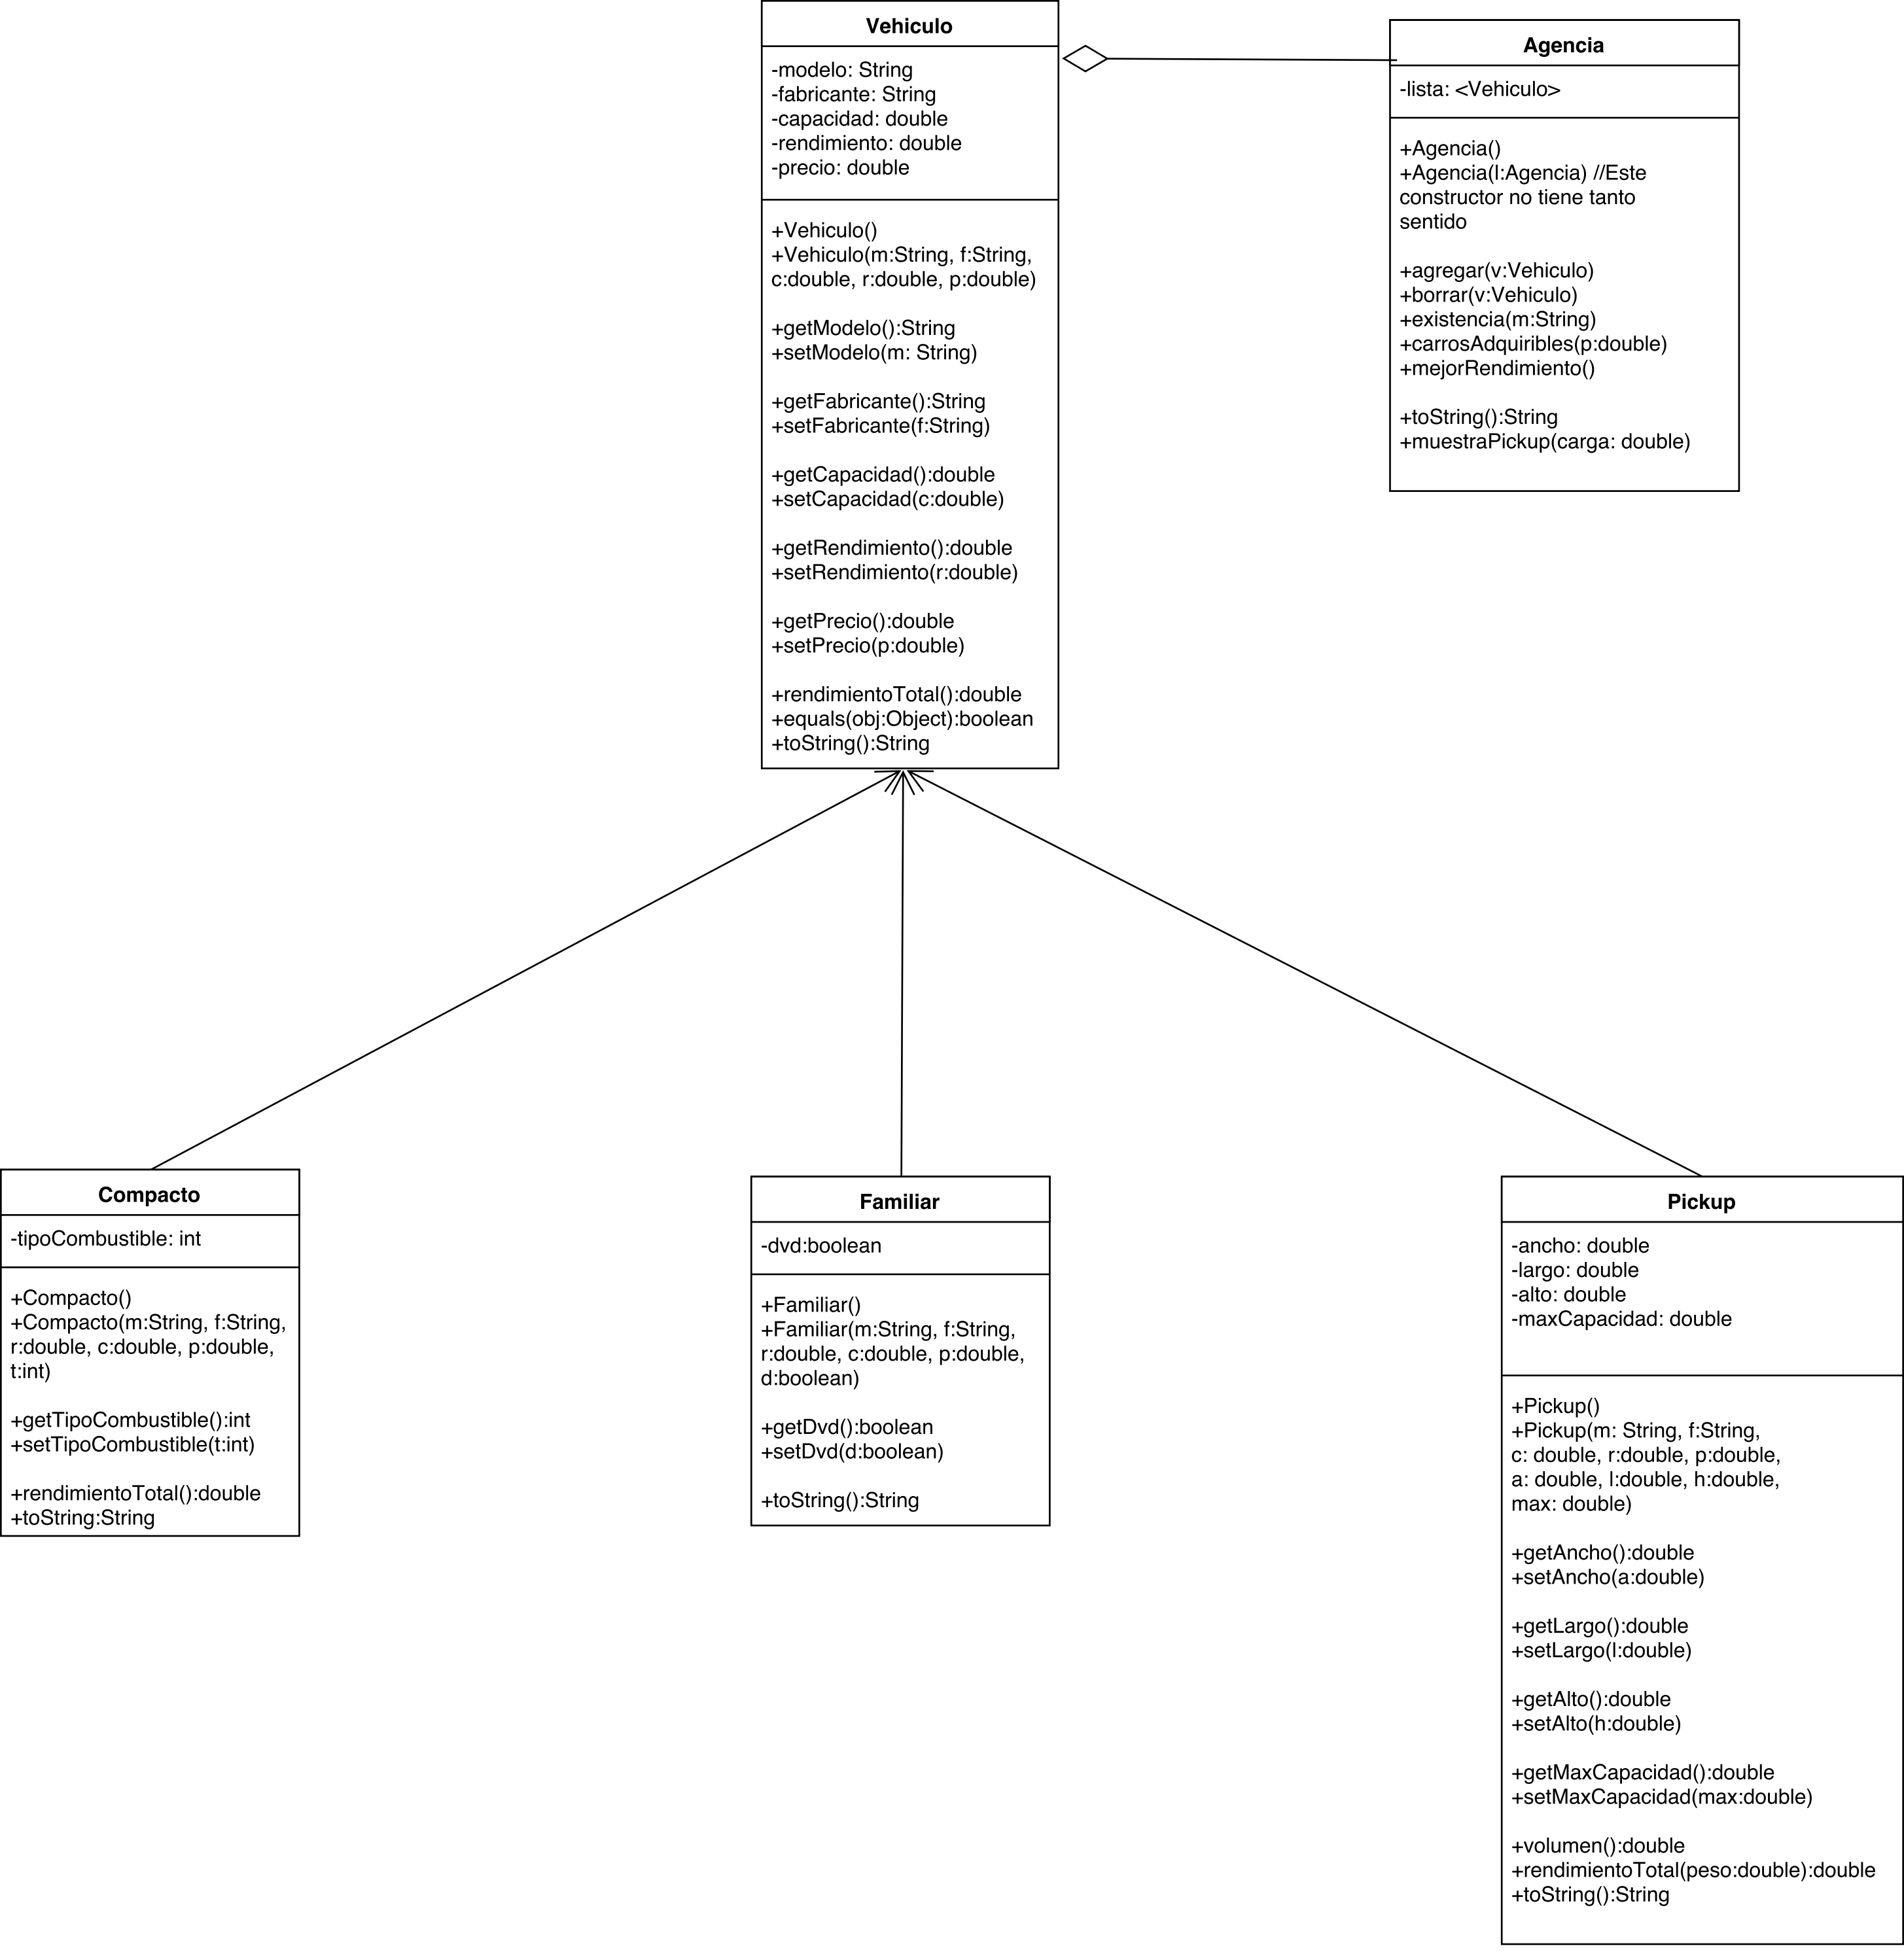 Vehiculo
-modelo: String
-fabricante: String
-capacidad: double
-rendimiento: double
-precio: double
+Vehiculo()
+Vehiculo(m:String, f:String,
c:double, r:double, p:double)
+getModelo():String
+setModelo(m: String)
+getFabricante():String
+setFabricante(f:String)
+getCapacidad():double
+setCapacidad(c:double)
+getRendimiento():double
+setRendimiento(r:double)
+getPrecio():double
+setPrecio(p:double)
+rendimientoTotal():double
+equals(obj:Object):boolean
+toString():String
Agencia
-lista: <Vehiculo>
+Agencia()
+Agencia(l:Agencia) //Este
constructor no tiene tanto
sentido
+agregar(v:Vehiculo)
+borrar(v:Vehiculo)
+existencia(m:String)
+carrosAdquiribles(p:double)
+mejorRendimiento()
+toString():String
+muestraPickup(carga: double)
Compacto
-tipoCombustible: int
+Compacto()
+Compacto(m:String, f:String,
r:double, c:double, p:double,
t:int)
+getTipoCombustible():int
+setTipoCombustible(t:int)
+rendimientoTotal():double
+toString:String
Familiar
-dvd:boolean
+Familiar()
+Familiar(m:String, f:String,
r:double, c:double, p:double,
d:boolean)
+getDvd():boolean
+setDvd(d:boolean)
+toString():String
Pickup
-ancho: double
-largo: double
-alto: double
-maxCapacidad: double
+Pickup()
+Pickup(m: String, f:String,
c: double, r:double, p:double,
a: double, l:double, h:double,
max: double)
+getAncho():double
+setAncho(a:double)
+getLargo():double
+setLargo(l:double)
+getAlto():double
+setAlto(h:double)
+getMaxCapacidad():double
+setMaxCapacidad(max:double)
+volumen():double
+rendimientoTotal(peso:double):double
+toString():String